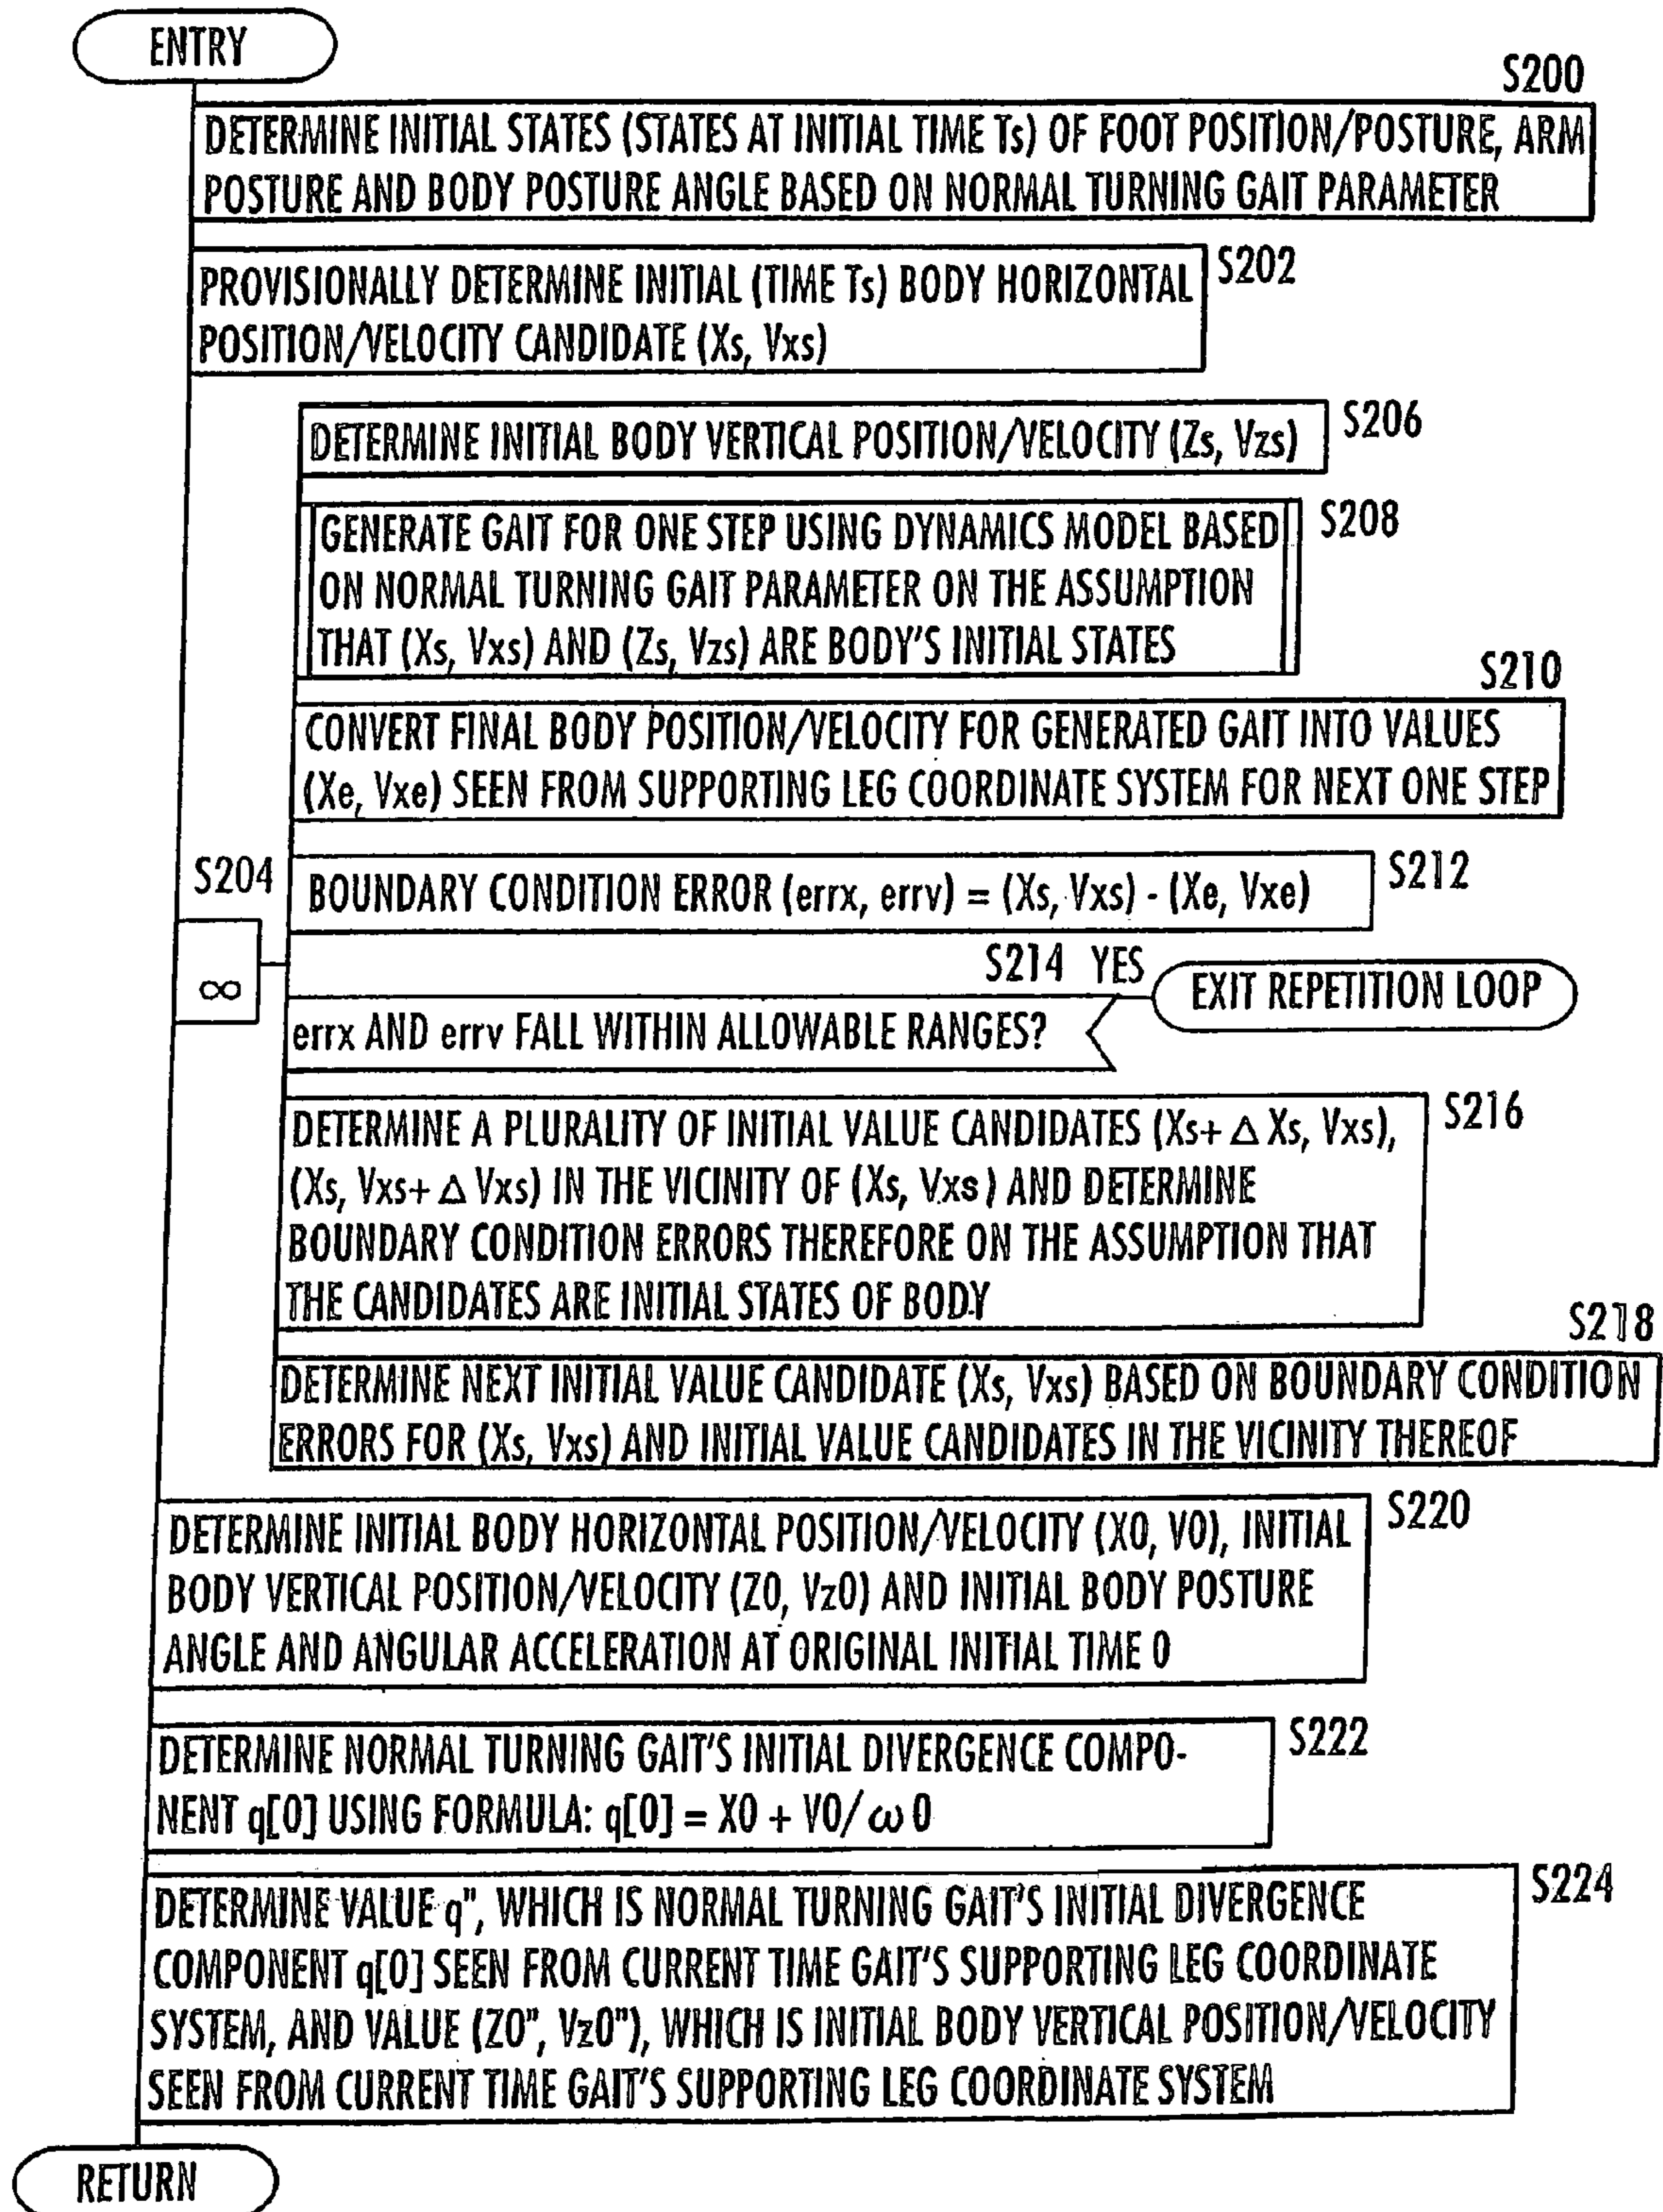 ENTRY
S200
DETERMINE INITIAL STATES (STATES AT INITIAL TIME Ts) OF FOOT POSITION/POSTURE, ARM
POSTURE AND BODY POSTURE ANGLE BASED ON NORMAL TURNING GAIT PARAMETER
S202
PROVISIONALLY DETERMINE INITIAL (TIME Ts) BODY HORIZONTAL
POSITION/VELOCITY CANDIDATE (Xs, Vxs)
S206
DETERMINE INITIAL BODY VERTICAL POSITION/VELOCITY (Zs, Vzs)
S208
GENERATE GAIT FOR ONE STEP USING DYNAMICS MODEL BASED
ON NORMAL TURNING GAIT PARAMETER ON THE ASSUMPTION
THAT (Xs, Vxs) AND (Zs, Vzs) ARE BODY'S INITIAL STATES
S210
CONVERT FINAL BODY POSITION/VELOCITY FOR GENERATED GAIT INTO VALUES
(Xe, Vxe) SEEN FROM SUPPORTING LEG COORDINATE SYSTEM FOR NEXT ONE STEP
S204
∞
S212
BOUNDARY CONDITION ERROR (errx, errv) = (Xs, Vxs) - (Xe, Vxe)
S214 YES
EXIT REPETITION LOOP
errx AND errv FALL WITHIN ALLOWABLE RANGES?
S216
DETERMINE A PLURALITY OF INITIAL VALUE CANDIDATES (Xs+ Δ Xs, Vxs),
(Xs, Vxs+ Δ Vxs) IN THE VICINITY OF (Xs, Vxs) AND DETERMINE
BOUNDARY CONDITION ERRORS THEREFORE ON THE ASSUMPTION THAT
THE CANDIDATES ARE INITIAL STATES OF BODY
S218
DETERMINE NEXT INITIAL VALUE CANDIDATE (Xs, Vxs) BASED ON BOUNDARY CONDITION
ERRORS FOR (Xs, Vxs) AND INITIAL VALUE CANDIDATES IN THE VICINITY THEREOF
S220
DETERMINE INITIAL BODY HORIZONTAL POSITION/VELOCITY (X0, V0), INITIAL
BODY VERTICAL POSITION/VELOCITY (Z0, Vz0) AND INITIAL BODY POSTURE
ANGLE AND ANGULAR ACCELERATION AT ORIGINAL INITIAL TIME 0
S222
DETERMINE NORMAL TURNING GAIT'S INITIAL DIVERGENCE COMPO-
NENT q[0] USING FORMULA: q[0] = X0 + V0/ ω 0
S224
DETERMINE VALUE q", WHICH IS NORMAL TURNING GAIT'S INITIAL DIVERGENCE
COMPONENT q[0] SEEN FROM CURRENT TIME GAIT'S SUPPORTING LEG COORDINATE
SYSTEM, AND VALUE (Z0", Vz0"), WHICH IS INITIAL BODY VERTICAL POSITION/VELOCITY
SEEN FROM CURRENT TIME GAIT'S SUPPORTING LEG COORDINATE SYSTEM
RETURN